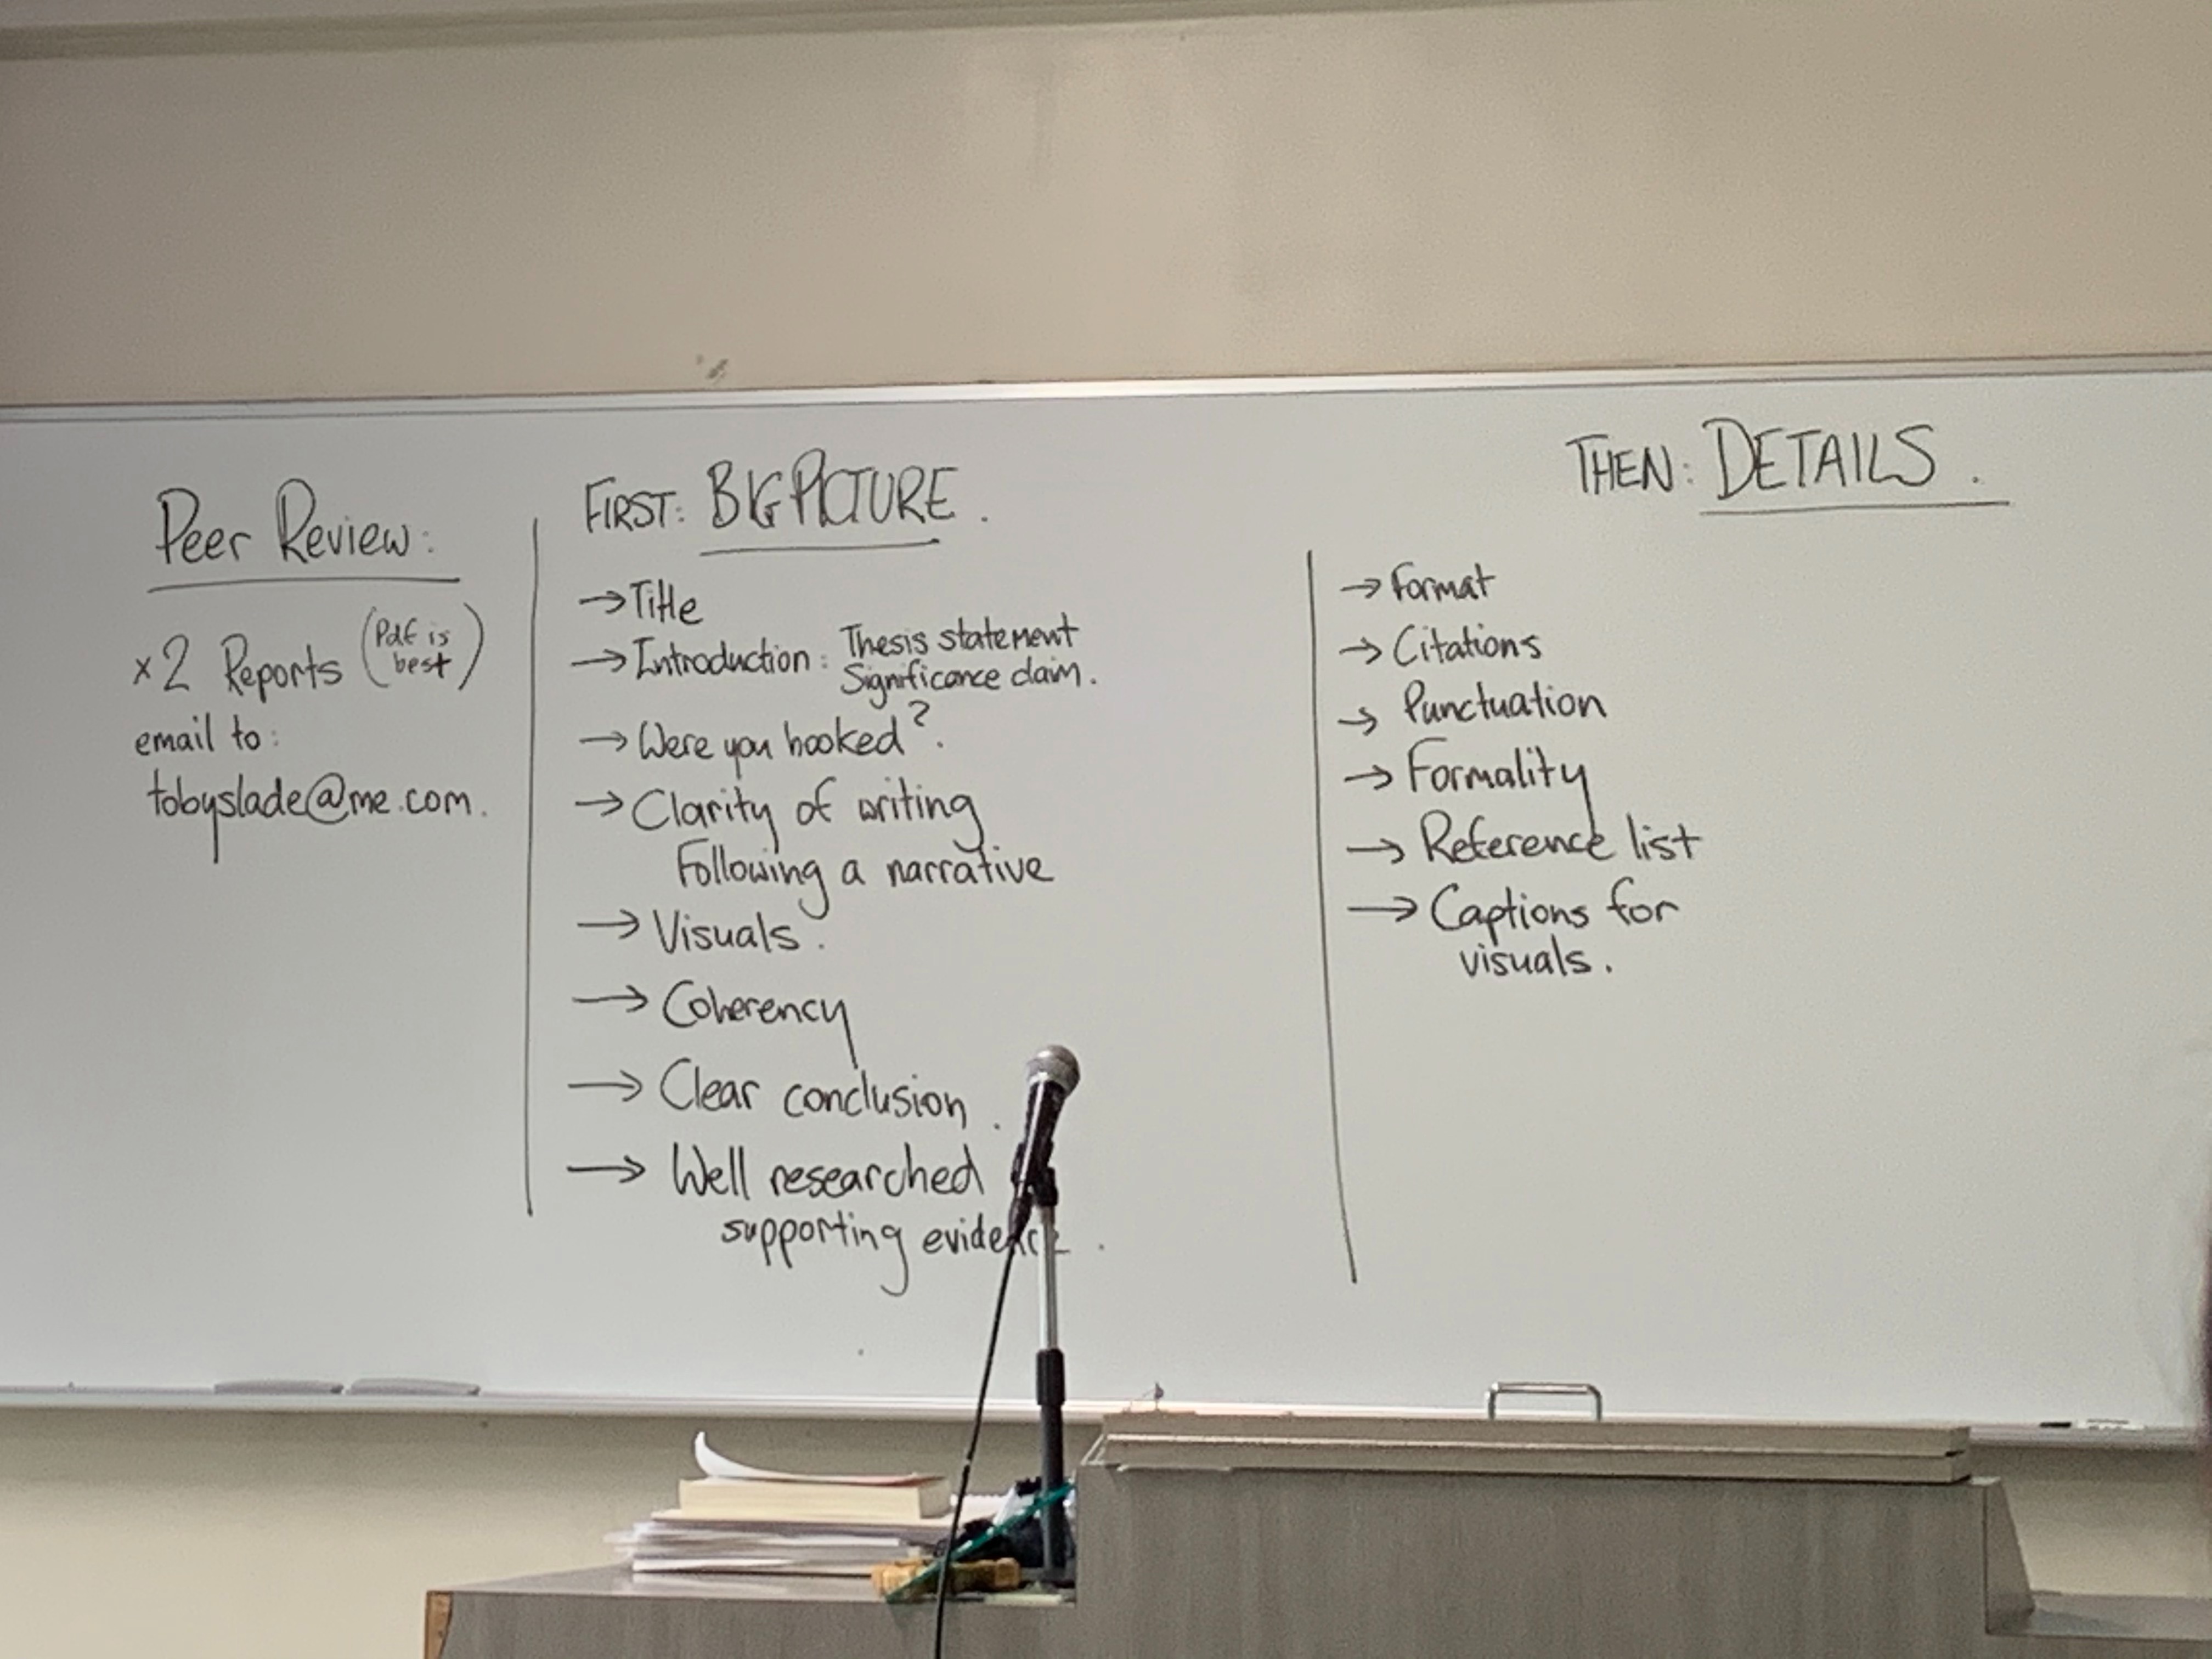 Peer Review:
x2 Reports (Pdf is best)
email to:
tobyslade@me.com.
FIRST: BIG PICTURE.
→ Title
→ Introduction: Thesis statement
Significance claim.
→ Were you hooked?
→ Clarity of writing
Following a narrative
→ Visuals.
→ Coherency
→ Clear conclusion.
→ Well researched
supporting evidence.
THEN: DETAILS.
→ Format
→ Citations
→ Punctuation
→ Formality
→ Reference list
→ Captions for
visuals.